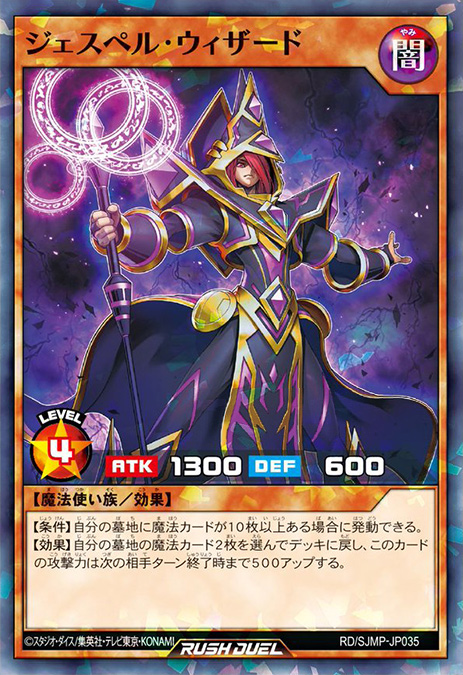 ジェスペル・ウィザード
やみ
闇
LEVEL
4
ATK 1300 DEF 600
【魔法使い族／効果】
【条件】自分の墓地に魔法カードが10枚以上ある場合に発動できる。
【効果】自分の墓地の魔法カード2枚を選んでデッキに戻し、このカード
の攻撃力は次の相手ターン終了時まで500アップする。
©スタジオ・ダイス/集英社・テレビ東京・KONAMI
RUSH DUEL
RD/SJMP-JP035